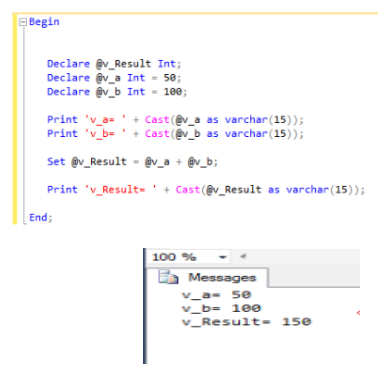 Begin
Declare @v_Result Int;
Declare @v_a Int = 50;
Declare @v_b Int = 100;
Print 'v_a= ' + Cast(@v_a as varchar(15));
Print 'v_b= ' + Cast(@v_b as varchar(15));
Set @v_Result = @v_a + @v_b;
Print 'v_Result= ' + Cast(@v_Result as varchar(15));
End;
100 %
Messages
v_a= 50
v_b= 100
v_Result= 150